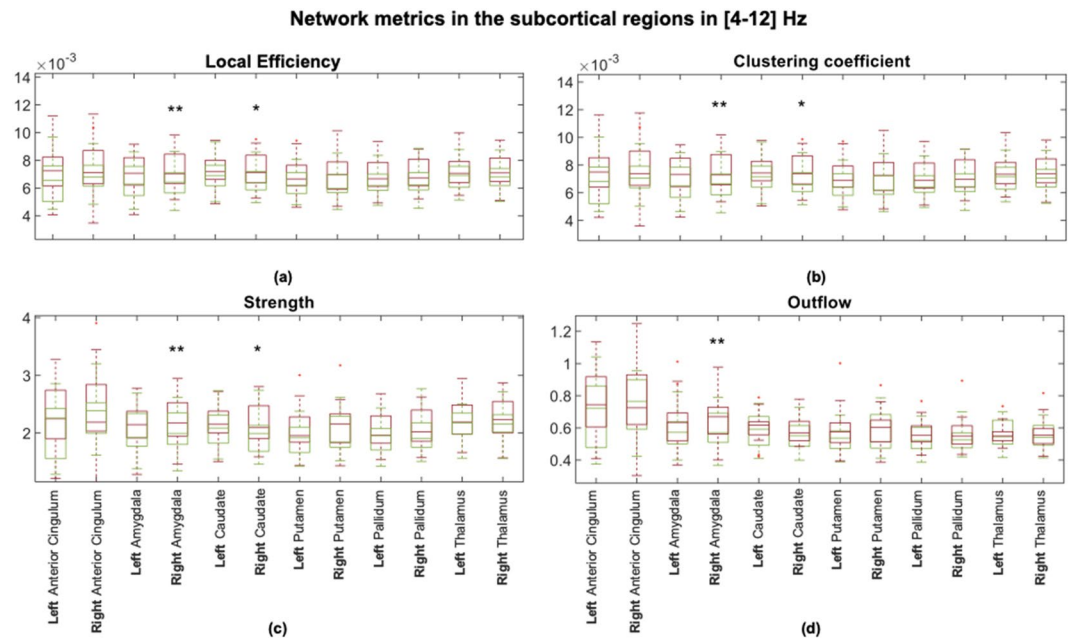 Network metrics in the subcortical regions in [4-12] Hz
×10⁻³
Local Efficiency
14
12
10
8
6
4
** *
(a)
×10⁻³
Clustering coefficient
14
12
10
8
6
4
** *
(b)
Strength
4
3
2
** *
Left Anterior Cingulum
Right Anterior Cingulum
Left Amygdala
Right Amygdala
Left Caudate
Right Caudate
Left Putamen
Right Putamen
Left Pallidum
Right Pallidum
Left Thalamus
Right Thalamus
(c)
Outflow
1.2
1
0.8
0.6
0.4
**
Left Anterior Cingulum
Right Anterior Cingulum
Left Amygdala
Right Amygdala
Left Caudate
Right Caudate
Left Putamen
Right Putamen
Left Pallidum
Right Pallidum
Left Thalamus
Right Thalamus
(d)